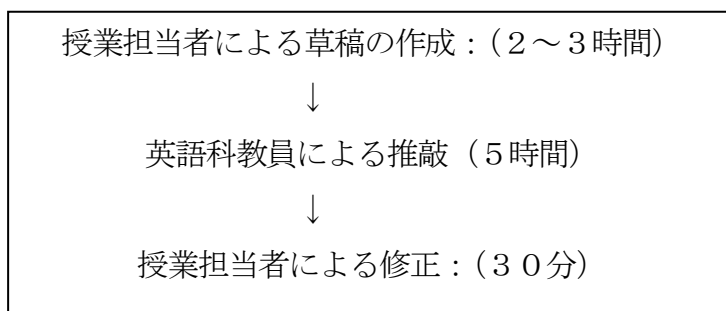 授業担当者による草稿の作成：（２～３時間）
↓
英語科教員による推敲（５時間）
↓
授業担当者による修正：（３０分）